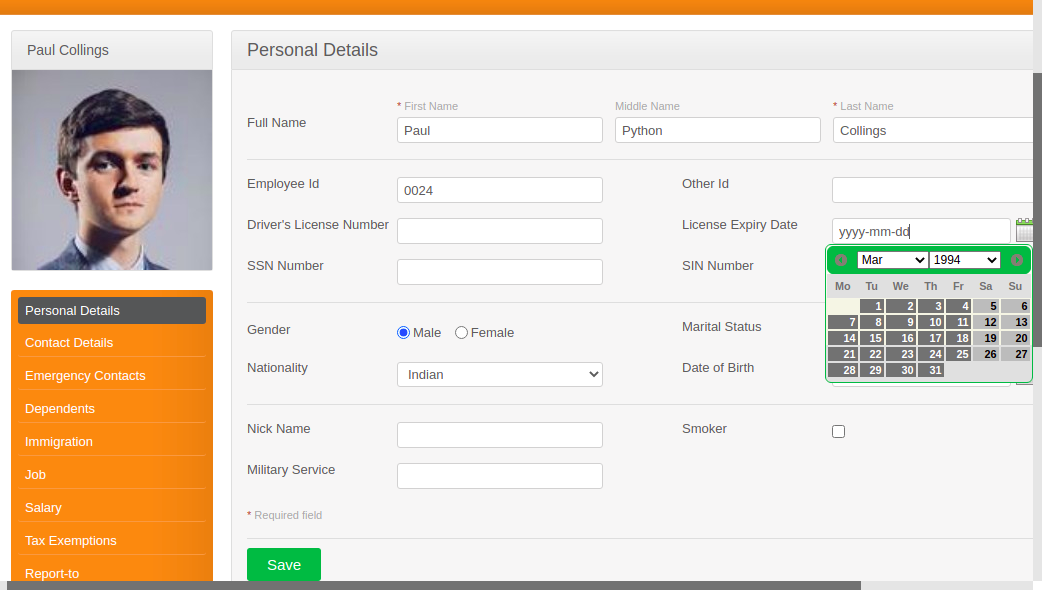 Paul Collings
Personal Details
Full Name
* First Name
Middle Name
* Last Name
Paul
Python
Collings
Employee Id
0024
Other Id
Driver's License Number
License Expiry Date
yyyy-mm-dd
SSN Number
SIN Number
Mar
1994
Mo Tu We Th Fr Sa Su
1 2 3 4 5 6
7 8 9 10 11 12 13
14 15 16 17 18 19 20
21 22 23 24 25 26 27
28 29 30 31
Gender
Male
Female
Marital Status
Nationality
Indian
Date of Birth
Nick Name
Smoker
Military Service
* Required field
Save
Personal Details
Contact Details
Emergency Contacts
Dependents
Immigration
Job
Salary
Tax Exemptions
Report-to